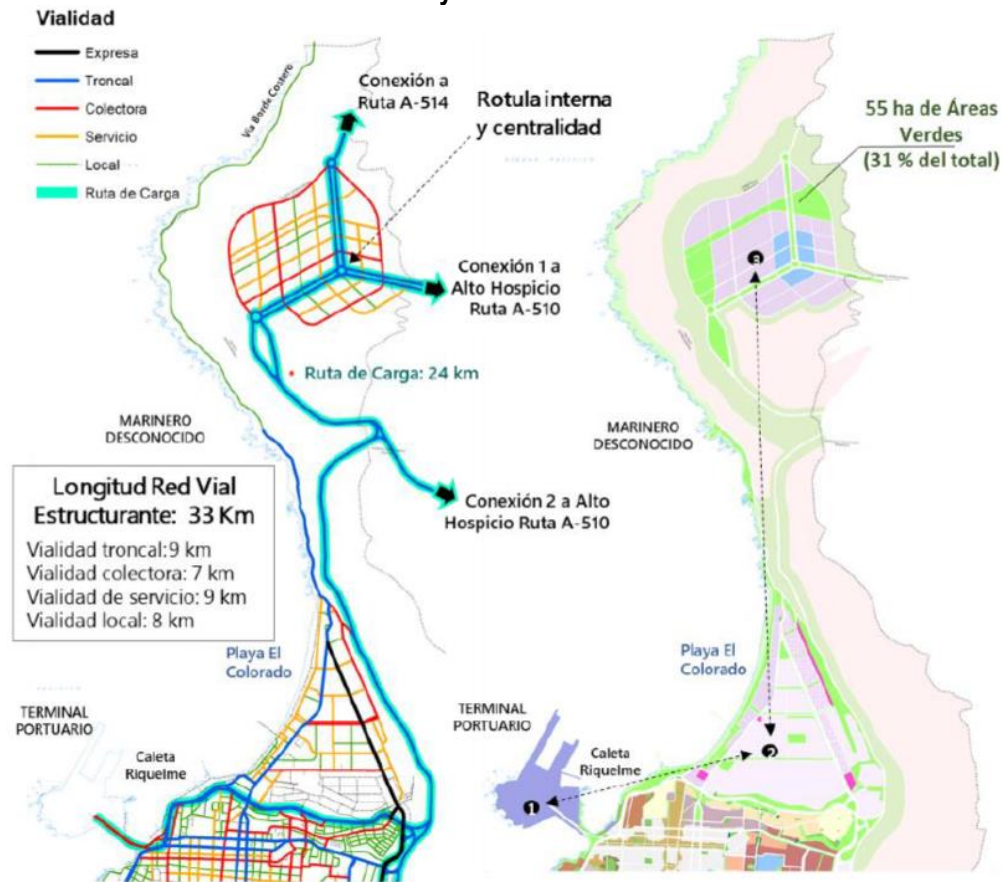 Vialidad
Expresa
Troncal
Colectora
Servicio
Local
Ruta de Carga
Vía Borde Costero
Conexión a
Ruta A-514
Rotula interna
y centralidad
Conexión 1 a
Alto Hospicio
Ruta A-510
Ruta de Carga: 24 km
MARINERO
DESCONOCIDO
Longitud Red Vial
Estructurante: 33 Km
Vialidad troncal:9 km
Vialidad colectora: 7 km
Vialidad de servicio: 9 km
Vialidad local: 8 km
Conexión 2 a Alto
Hospicio Ruta A-510
Playa El
Colorado
TERMINAL
PORTUARIO
Caleta
Riquelme
55 ha de Áreas
Verdes
(31 % del total)
3
MARINERO
DESCONOCIDO
Playa El
Colorado
TERMINAL
PORTUARIO
Caleta
Riquelme
2
1